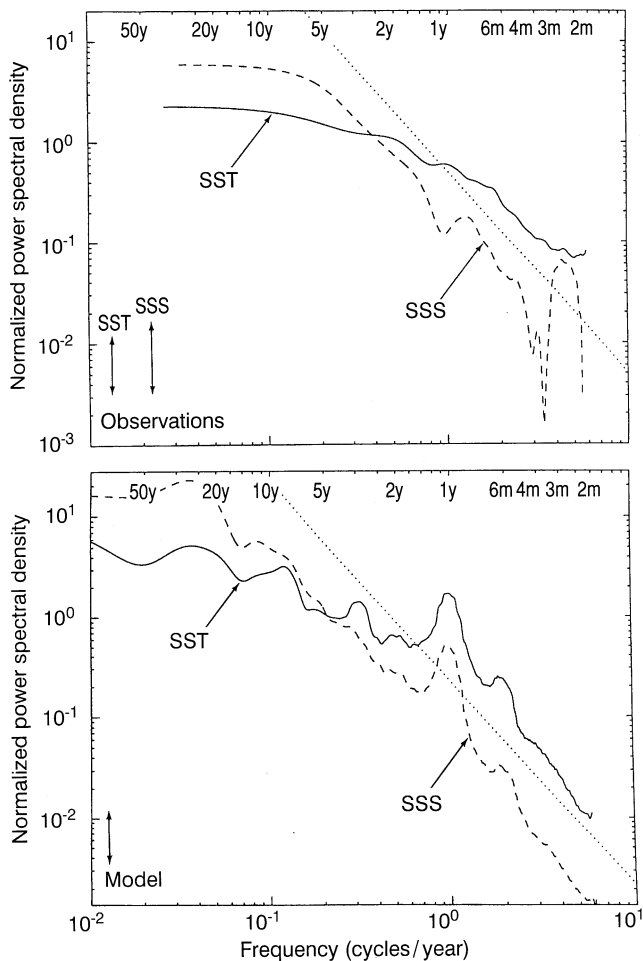 Normalized power spectral density
10^1
10^0
10^-1
10^-2
10^-3
50y 20y 10y 5y 2y 1y 6m 4m 3m 2m
SST
SSS
SST SSS
Observations
Normalized power spectral density
10^1
10^0
10^-1
10^-2
50y 20y 10y 5y 2y 1y 6m 4m 3m 2m
SST
SSS
Model
10^-2 10^-1 10^0 10^1
Frequency (cycles/year)